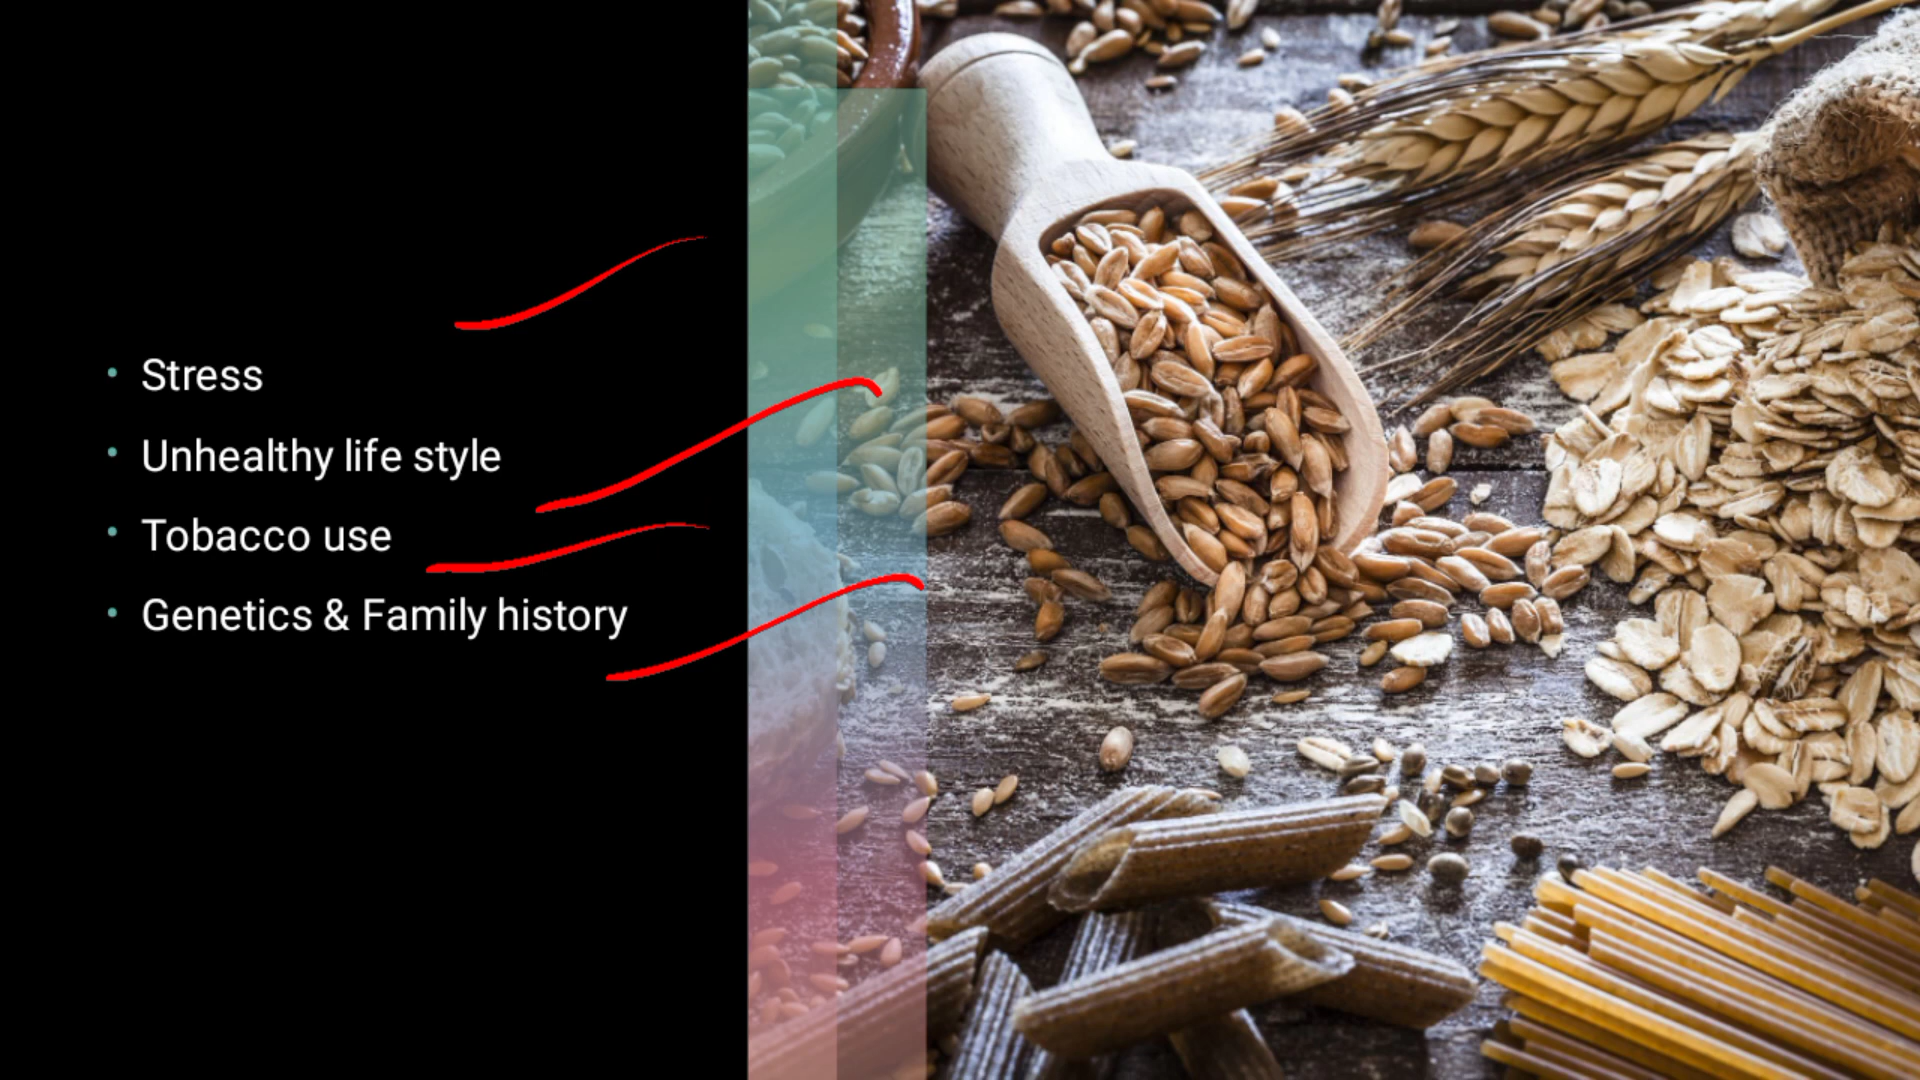 • Stress
• Unhealthy life style
• Tobacco use
• Genetics & Family history